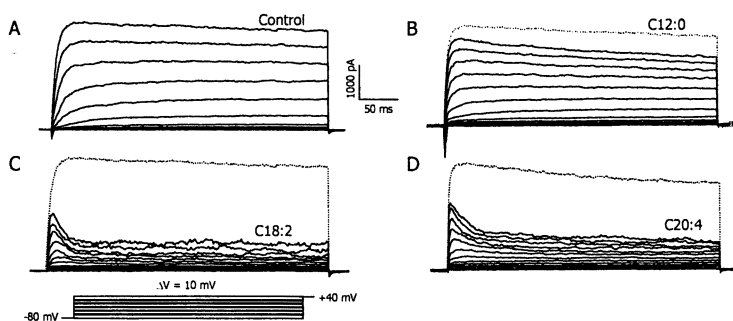 A
Control
B
C12:0
1000 pA
50 ms
C
C18:2
D
C20:4
ΔV = 10 mV
+40 mV
-80 mV